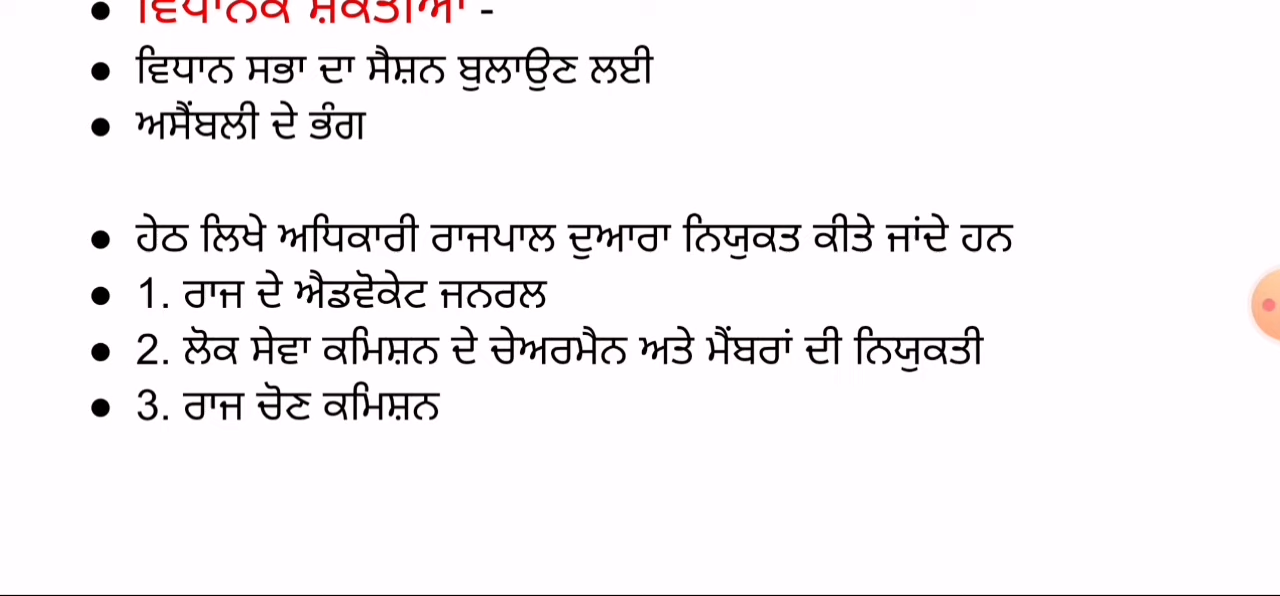 ● ਵਿਧਾਨਕ ਸ਼ਕਤੀਆਂ -
● ਵਿਧਾਨ ਸਭਾ ਦਾ ਸੈਸ਼ਨ ਬੁਲਾਉਣ ਲਈ
● ਅਸੈਂਬਲੀ ਦੇ ਭੰਗ
● ਹੇਠ ਲਿਖੇ ਅਧਿਕਾਰੀ ਰਾਜਪਾਲ ਦੁਆਰਾ ਨਿਯੁਕਤ ਕੀਤੇ ਜਾਂਦੇ ਹਨ
● 1. ਰਾਜ ਦੇ ਐਡਵੋਕੇਟ ਜਨਰਲ
● 2. ਲੋਕ ਸੇਵਾ ਕਮਿਸ਼ਨ ਦੇ ਚੇਅਰਮੈਨ ਅਤੇ ਮੈਂਬਰਾਂ ਦੀ ਨਿਯੁਕਤੀ
● 3. ਰਾਜ ਚੋਣ ਕਮਿਸ਼ਨ